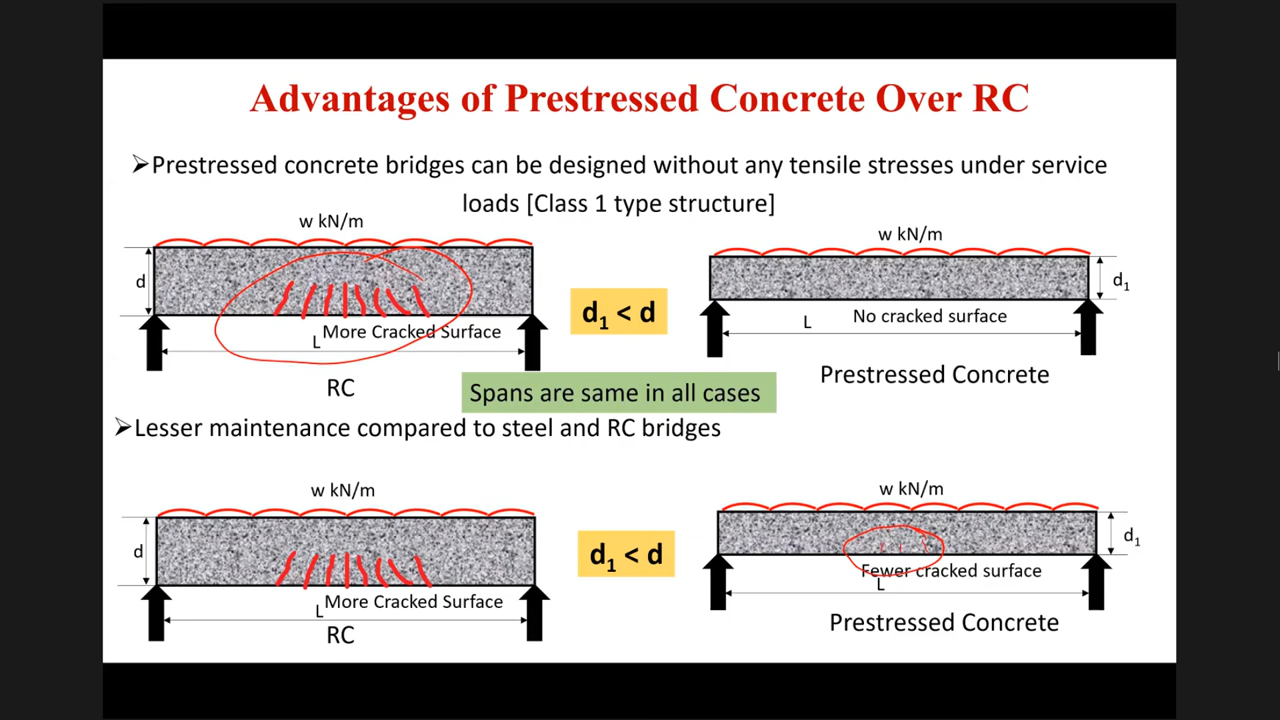 Advantages of Prestressed Concrete Over RC
➢Prestressed concrete bridges can be designed without any tensile stresses under service
loads [Class 1 type structure]
w kN/m
d
L
More Cracked Surface
RC
d₁ < d
w kN/m
d₁
L
No cracked surface
Prestressed Concrete
Spans are same in all cases
➢Lesser maintenance compared to steel and RC bridges
w kN/m
d
L
More Cracked Surface
RC
d₁ < d
w kN/m
d₁
Fewer cracked surface
L
Prestressed Concrete